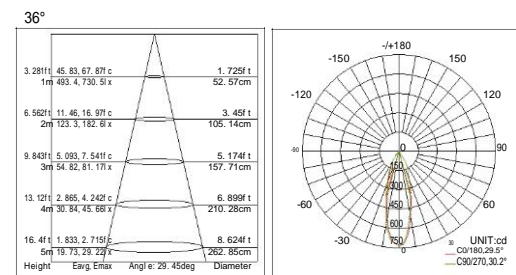 36°
3.281ft 45.83, 67.87fc 1.725ft
1m 493.4, 730.5lx 52.57cm
6.562ft 11.46, 16.97fc 3.45ft
2m 123.3, 182.6lx 105.14cm
9.843ft 5.093, 7.541fc 5.174ft
3m 54.82, 81.17lx 157.71cm
13.12ft 2.865, 4.242fc 6.899ft
4m 30.84, 45.66lx 210.28cm
16.4ft 1.833, 2.715fc 8.624ft
5m 19.73, 29.22lx 262.85cm
Height Eavg, Emax Angle: 29.45deg Diameter
-/+180
-150 150
-120 120
-90 0 90
150
300
-60 450 60
600
-30 750 30
UNIT:cd
C0/180,29.5°
C90/270,30.2°